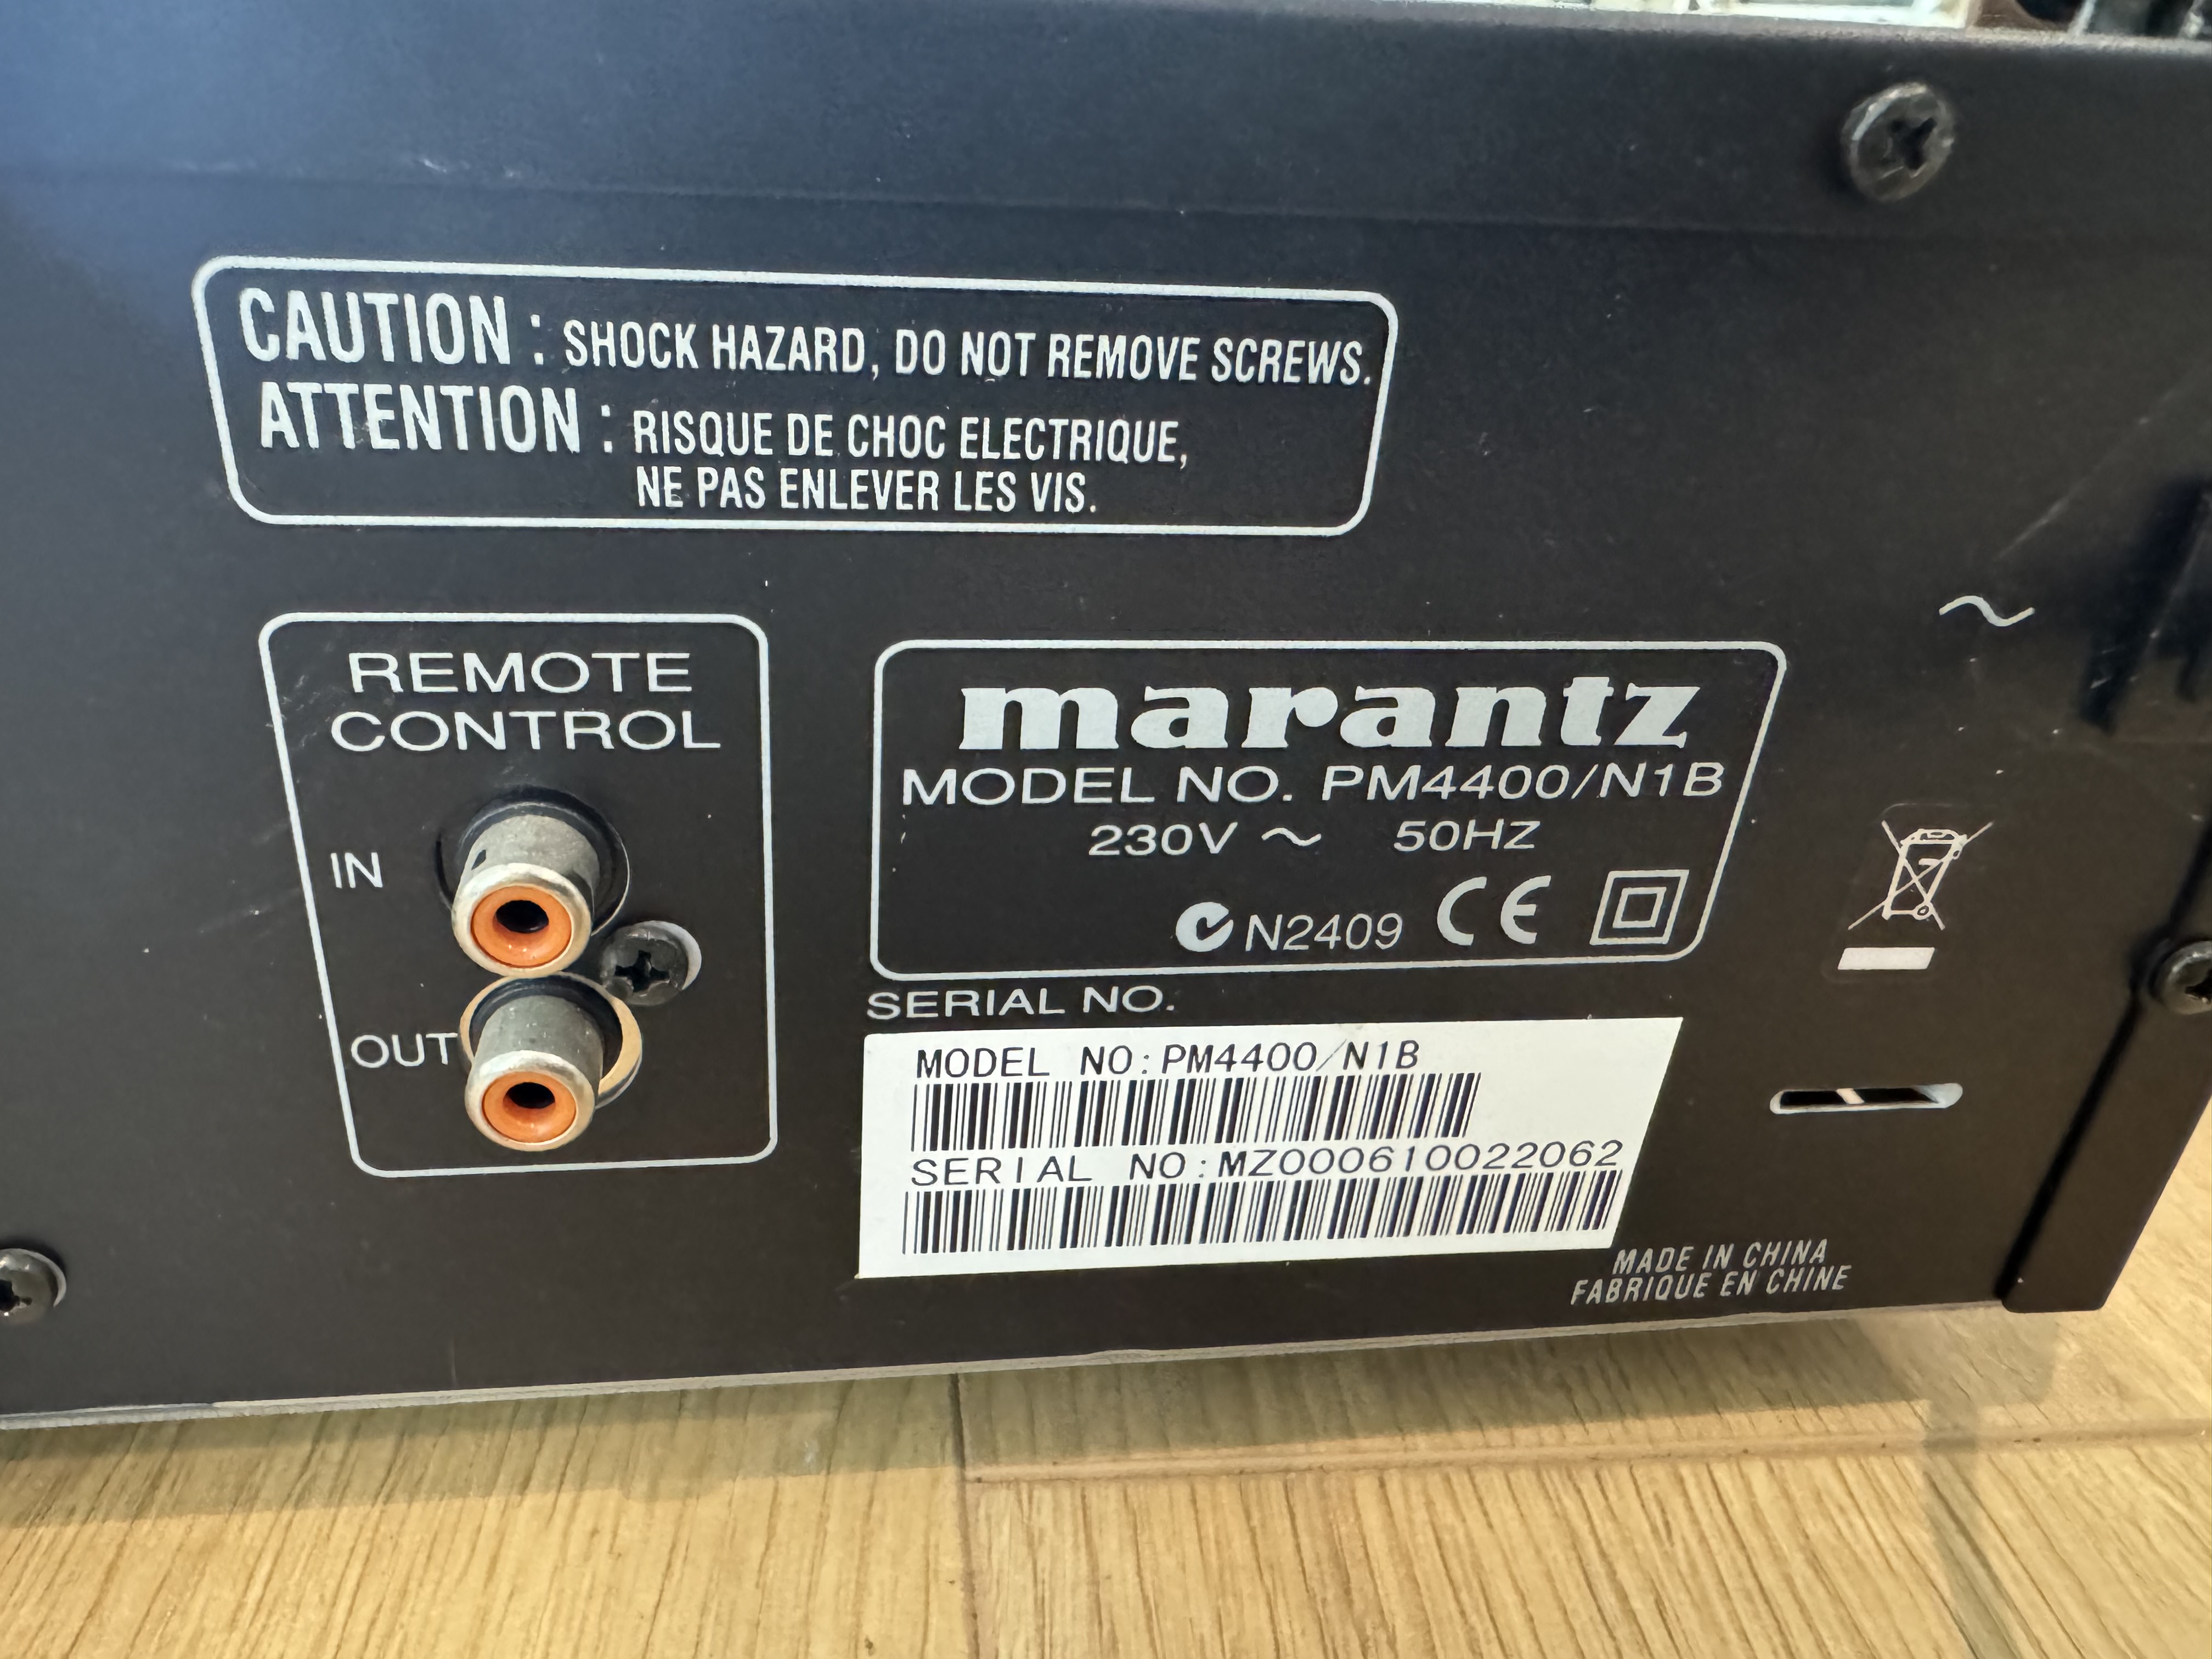 CAUTION : SHOCK HAZARD, DO NOT REMOVE SCREWS.
ATTENTION : RISQUE DE CHOC ELECTRIQUE,
NE PAS ENLEVER LES VIS.
REMOTE
CONTROL
IN
OUT
marantz
MODEL NO. PM4400/N1B
230V ~ 50HZ
N2409 CE
SERIAL NO.
MODEL NO:PM4400/N1B
SERIAL NO:MZ000610022062
MADE IN CHINA
FABRIQUE EN CHINE
~